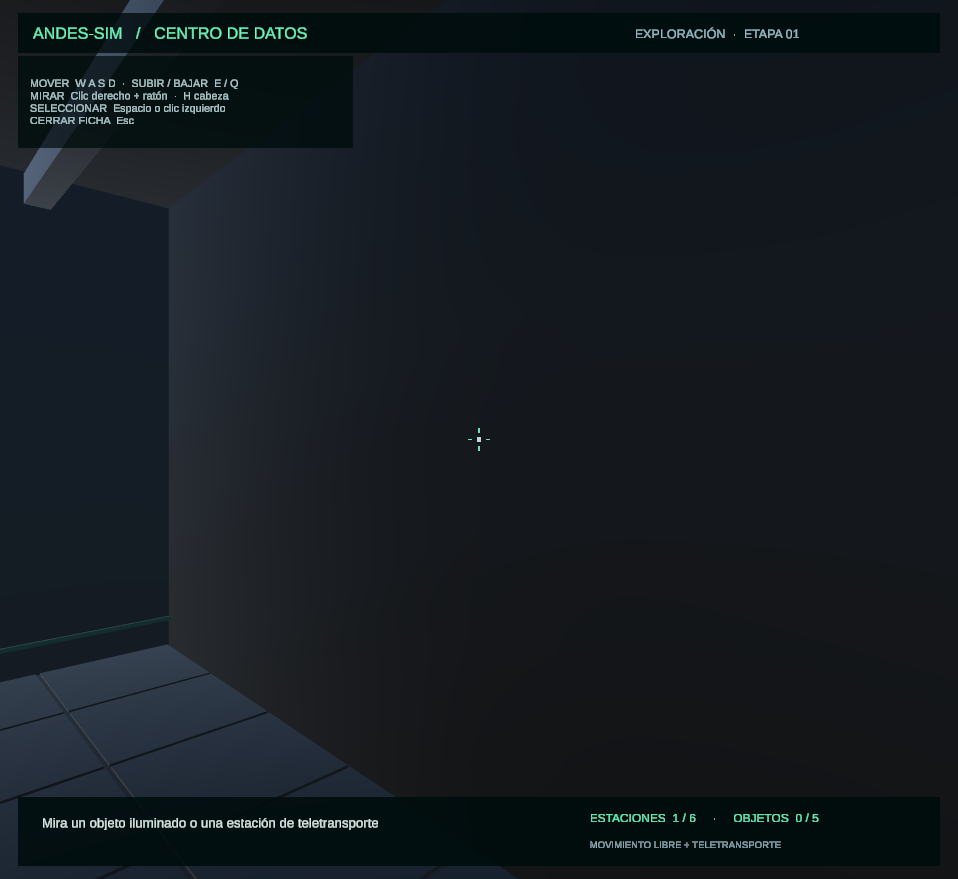 ANDES-SIM / CENTRO DE DATOS
EXPLORACIÓN · ETAPA 01
MOVER W A S D · SUBIR / BAJAR E / Q
MIRAR Clic derecho + ratón · H cabeza
SELECCIONAR Espacio o clic izquierdo
CERRAR FICHA Esc
Mira un objeto iluminado o una estación de teletransporte
ESTACIONES 1 / 6 · OBJETOS 0 / 5
MOVIMIENTO LIBRE + TELETRANSPORTE